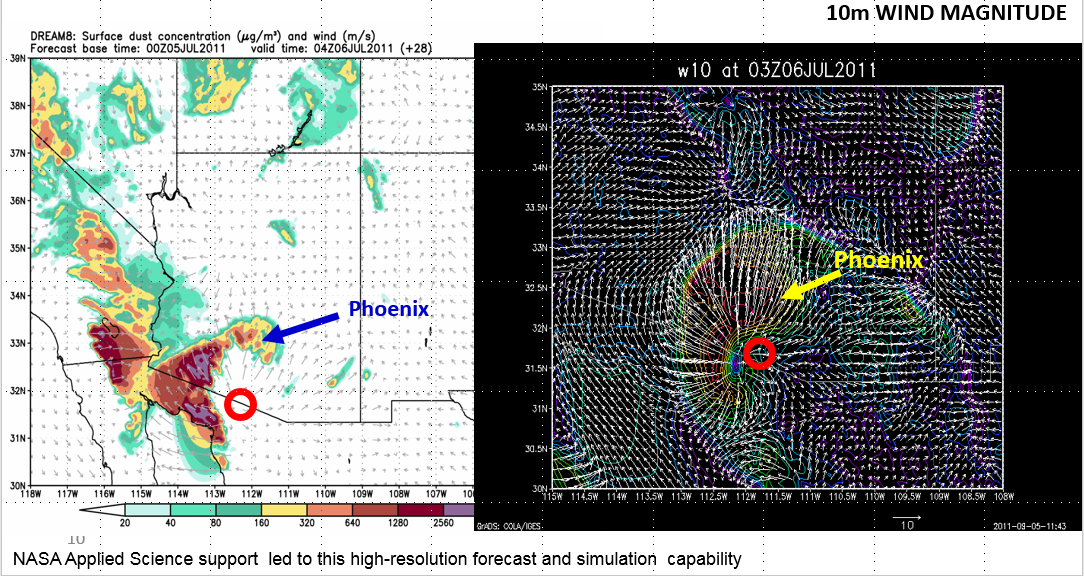 10m WIND MAGNITUDE
DREAM8: Surface dust concentration (µg/m³) and wind (m/s)
Forecast base time: 00Z05JUL2011 valid time: 04Z06JUL2011 (+28)
w10 at 03Z06JUL2011
39N
38N
37N
36N
35N
34N
33N
32N
31N
30N
118W 117W 116W 115W 114W 113W 112W 111W 110W 109W 108W 107W 106
Phoenix
20 40 80 160 320 640 1280 2560
10
35N
34.5N
34N
33.5N
33N
32.5N
32N
31.5N
31N
30.5N
30N
115W 114.5W 114W 113.5W 113W 112.5W 112W 111.5W 111W 110.5W 110W 109.5W 109W 108.5W 108W
Phoenix
GrADS: COLA/IGES
10
2011-09-05-11:43
NASA Applied Science support led to this high-resolution forecast and simulation capability